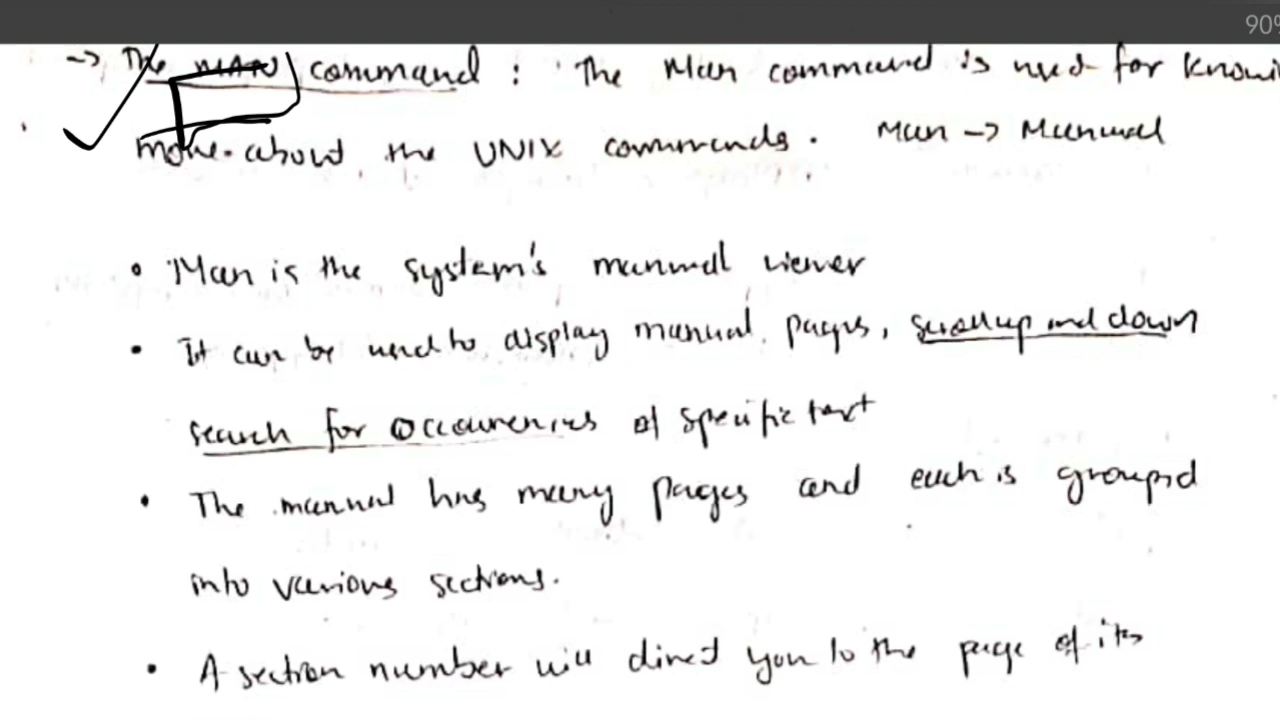 90%
-> The MAN command : The Man command is used for knowi
more about the UNIX commands. Man -> Manual
• Man is the system's manual viewer
• It can be used to display manual pages, scroll up and down
search for occurences of specific text
• The manual has many pages and each is grouped
into various sections.
• A section number will direct you to the page of its